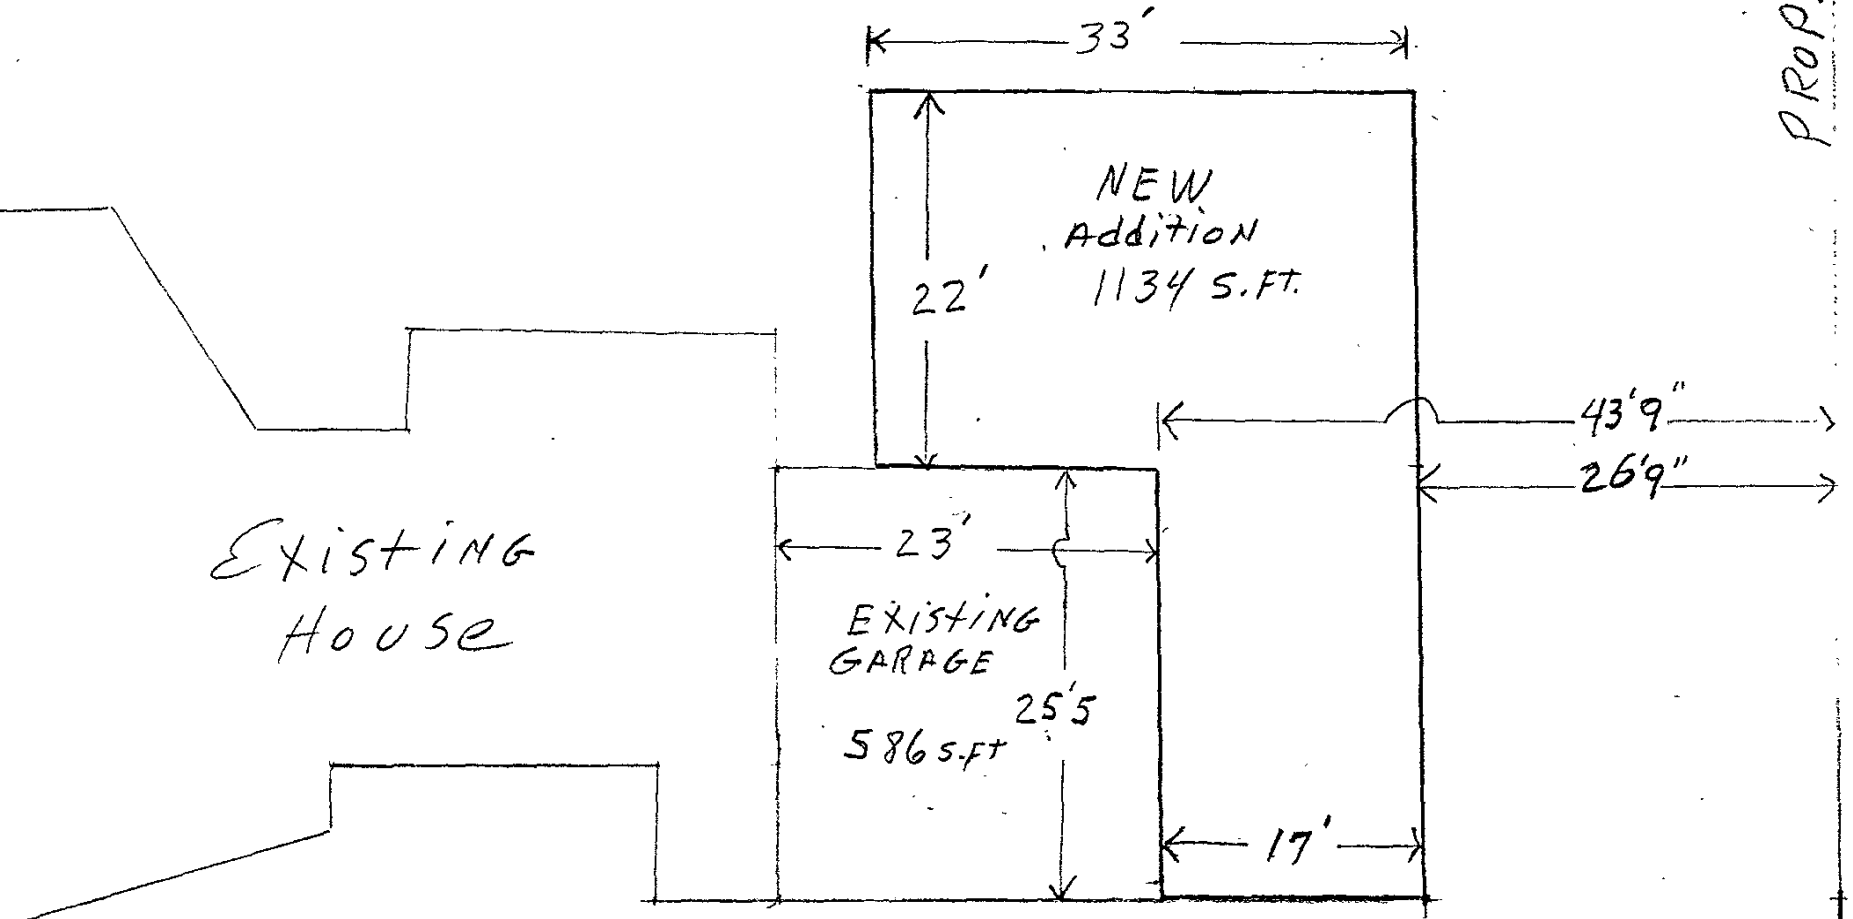 33'
PROP.
NEW
Addition
1134 S.FT.
22'
43'9"
26'9"
Existing
House
23'
Existing
GARAGE
25'5
586 S.FT
17'